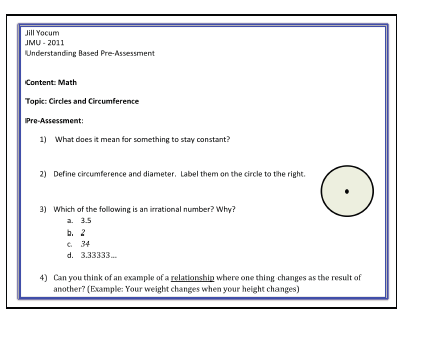 Jill Yocum
JMU - 2011
Understanding Based Pre-Assessment
Content: Math
Topic: Circles and Circumference
Pre-Assessment:
1) What does it mean for something to stay constant?
2) Define circumference and diameter. Label them on the circle to the right.
3) Which of the following is an irrational number? Why?
a. 3.5
b. 2
c. 34
d. 3.33333...
4) Can you think of an example of a relationship where one thing changes as the result of
another? (Example: Your weight changes when your height changes)